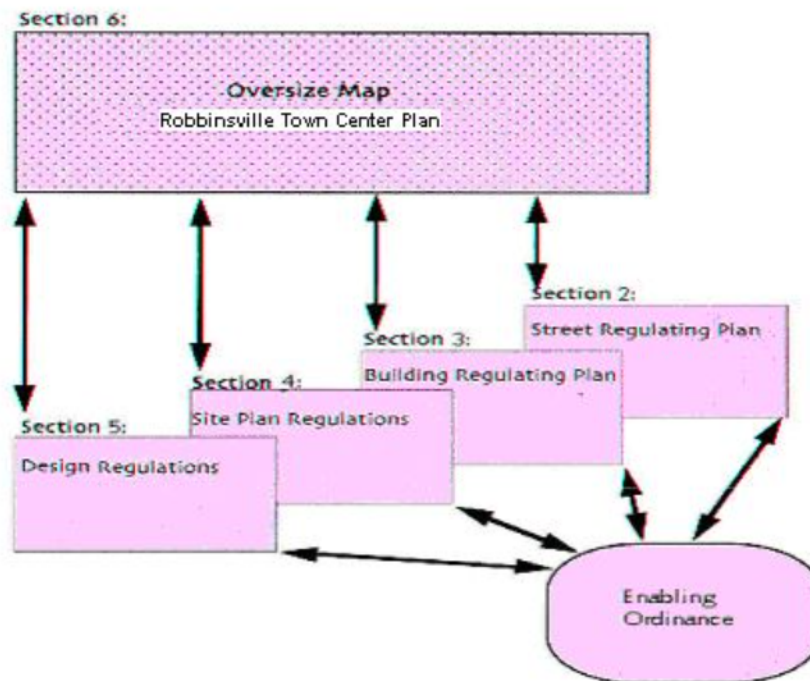 Section 6:
Oversize Map
Robbinsville Town Center Plan
Section 2:
Street Regulating Plan
Section 3:
Building Regulating Plan
Section 4:
Site Plan Regulations
Section 5:
Design Regulations
Enabling
Ordinance